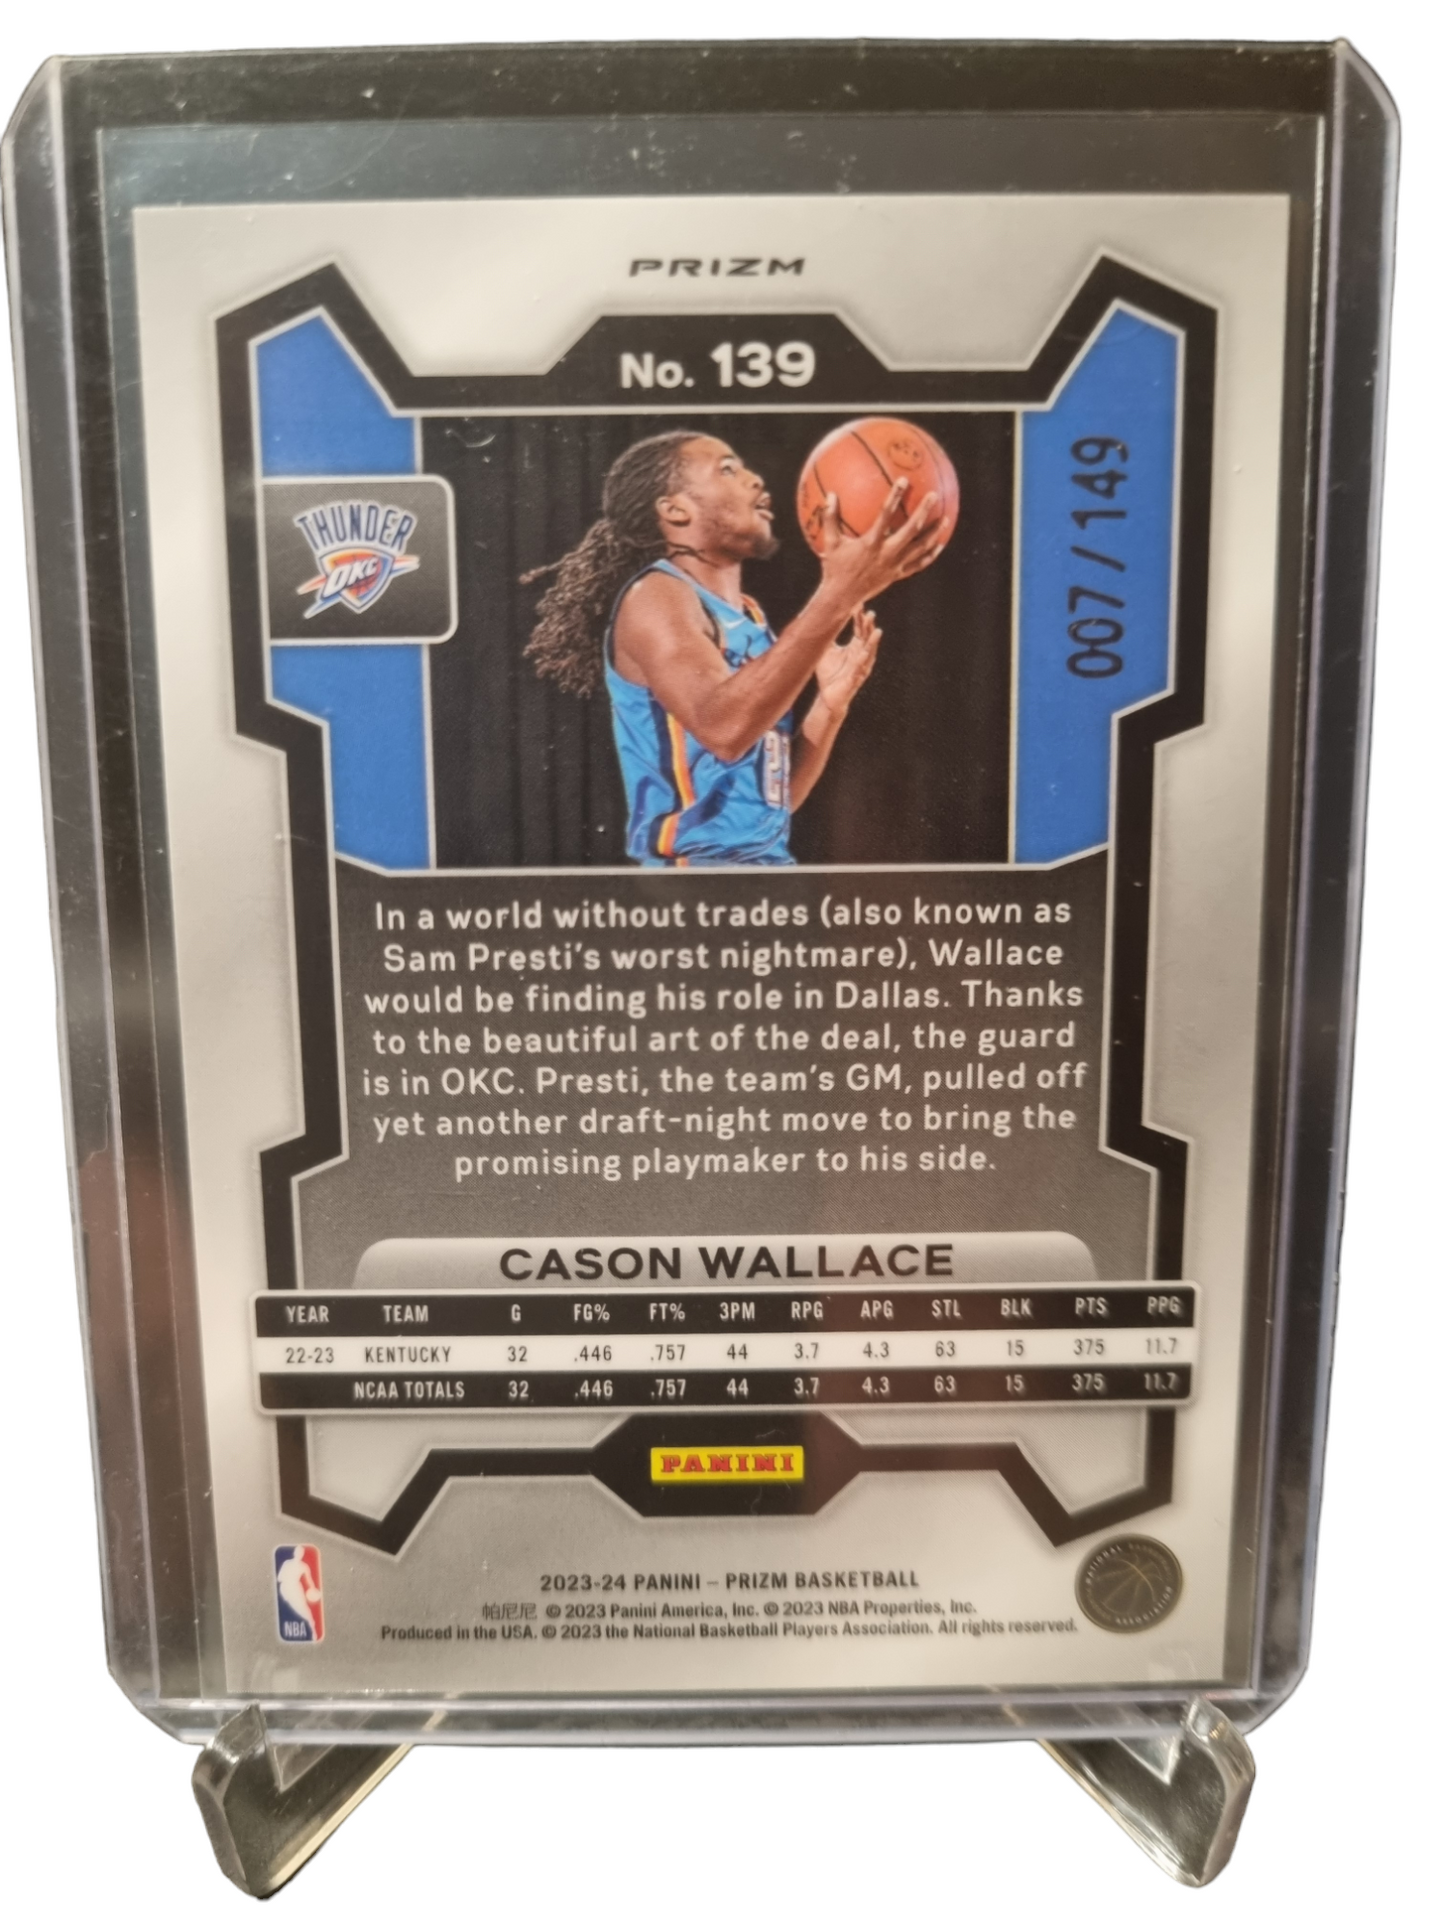 PRIZM
No. 139
THUNDER
OKC
007/149
In a world without trades (also known as
Sam Presti's worst nightmare), Wallace
would be finding his role in Dallas. Thanks
to the beautiful art of the deal, the guard
is in OKC. Presti, the team's GM, pulled off
yet another draft-night move to bring the
promising playmaker to his side.
CASON WALLACE
YEAR TEAM G FG% FT% 3PM RPG APG STL BLK PTS PPG
22-23 KENTUCKY 32 .446 .757 44 3.7 4.3 63 15 375 11.7
NCAA TOTALS 32 .446 .757 44 3.7 4.3 63 15 375 11.7
PANINI
2023-24 PANINI – PRIZM BASKETBALL
帕尼尼 © 2023 Panini America, Inc. © 2023 NBA Properties, Inc.
Produced in the USA. © 2023 the National Basketball Players Association. All rights reserved.
NBA